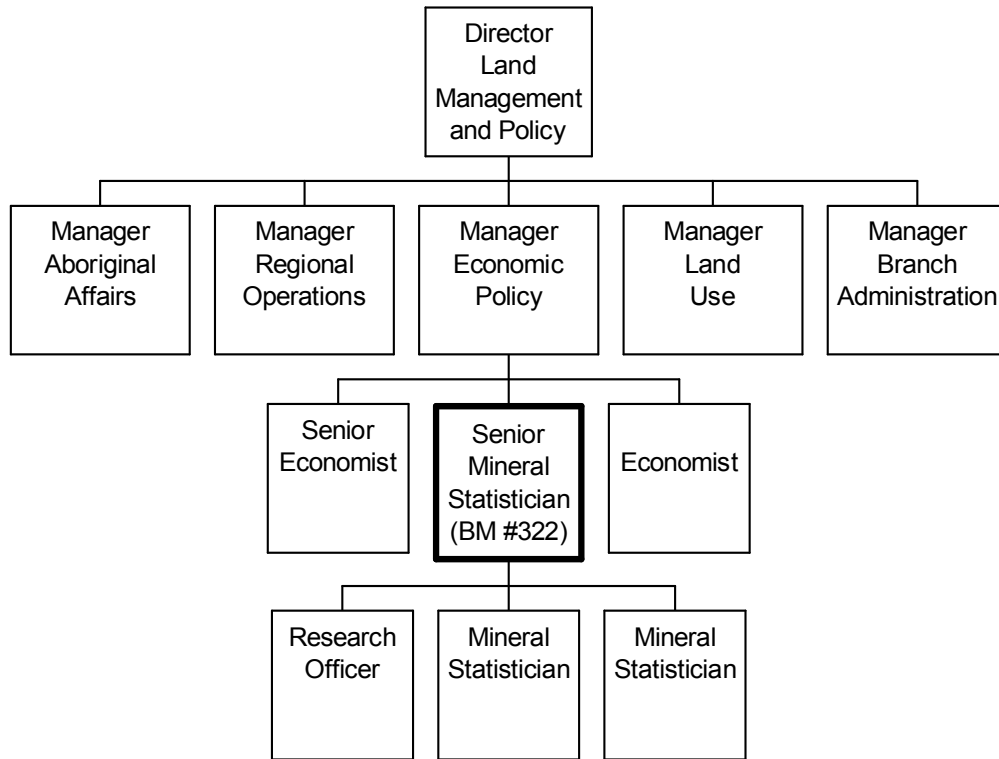 Director
Land
Management
and Policy
Manager
Aboriginal
Affairs
Manager
Regional
Operations
Manager
Economic
Policy
Manager
Land
Use
Manager
Branch
Administration
Senior
Economist
Senior
Mineral
Statistician
(BM #322)
Economist
Research
Officer
Mineral
Statistician
Mineral
Statistician